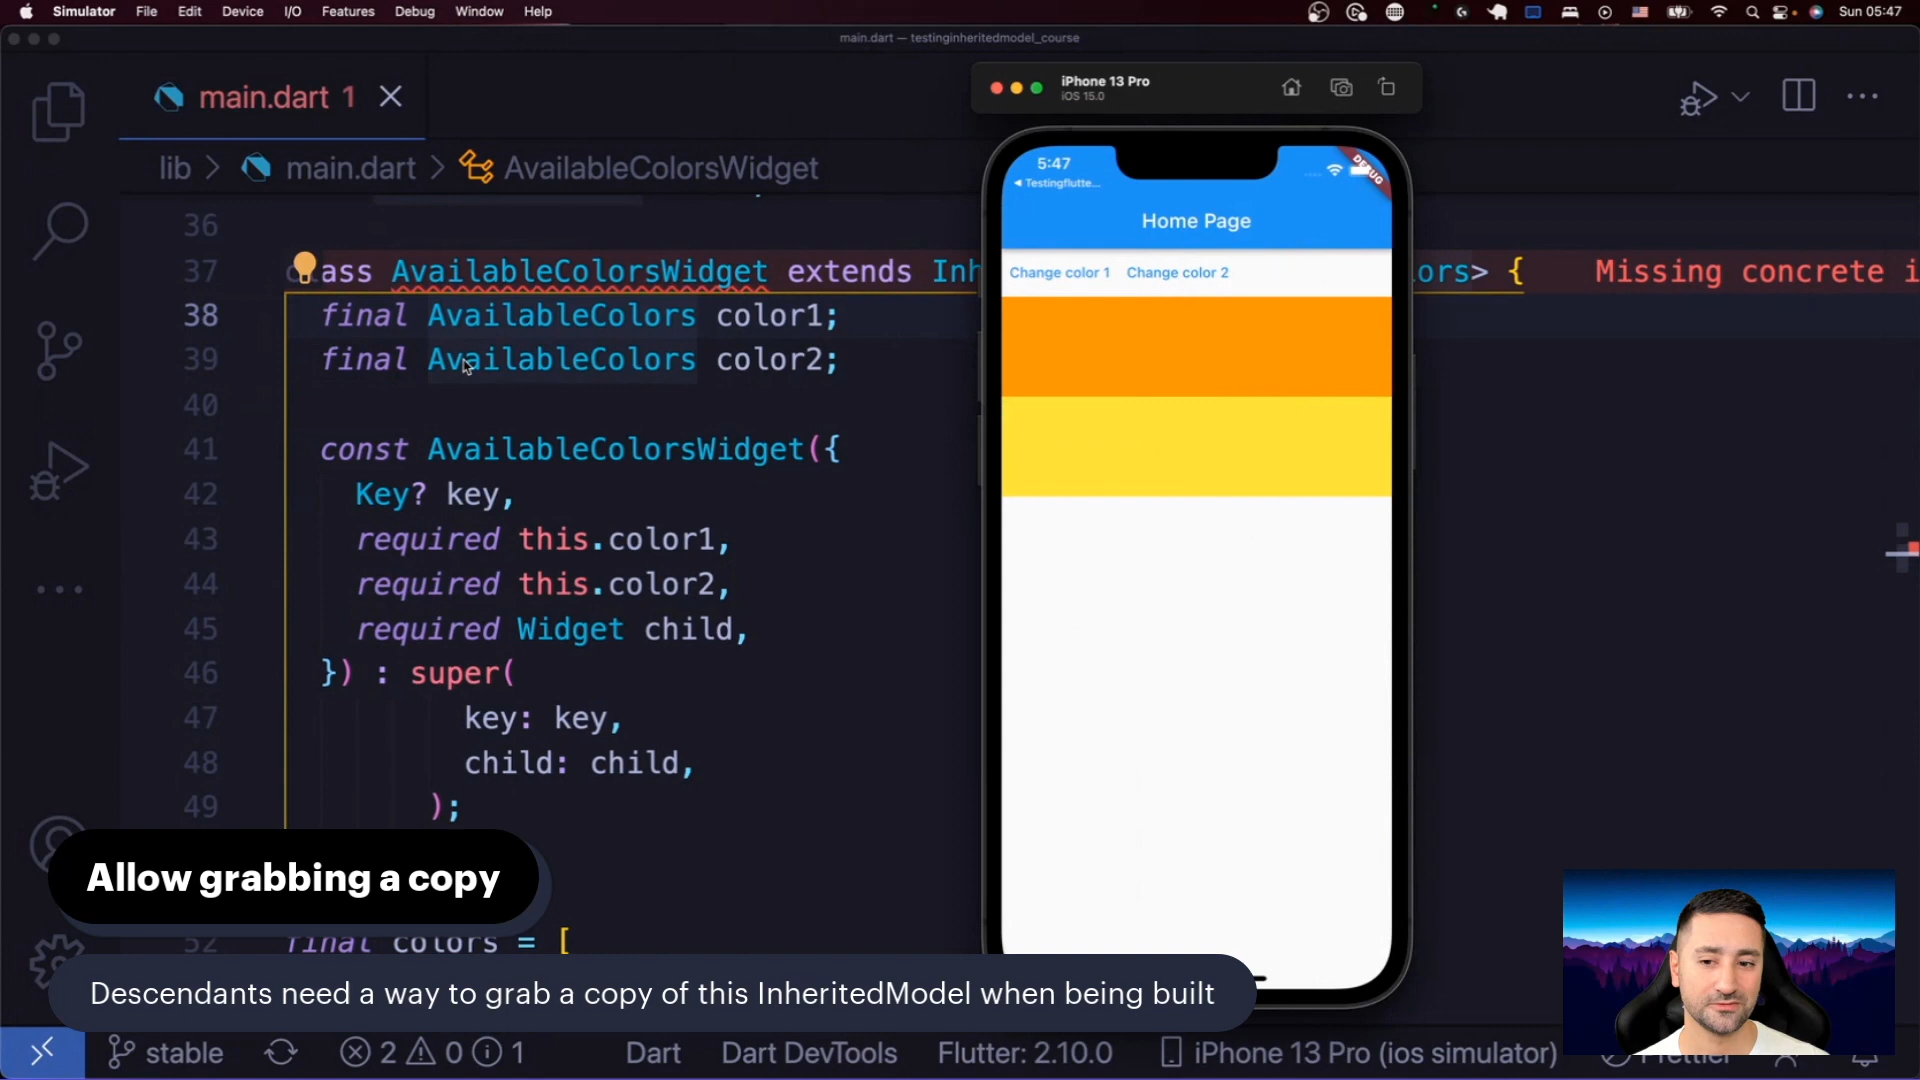 Simulator File Edit Device I/O Features Debug Window Help Sun 05:47
main.dart — testinginheritedmodel_course
main.dart 1
lib > main.dart > AvailableColorsWidget
36
37 ass AvailableColorsWidget extends Inh ors> { Missing concrete i
38 final AvailableColors color1;
39 final AvailableColors color2;
40
41 const AvailableColorsWidget({
42 Key? key,
43 required this.color1,
44 required this.color2,
45 required Widget child,
46 }) : super(
47 key: key,
48 child: child,
49 );
52 final colors = [
iPhone 13 Pro
iOS 15.0
5:47
DEBUG
Testingflutte...
Home Page
Change color 1 Change color 2
Allow grabbing a copy
Descendants need a way to grab a copy of this InheritedModel when being built
stable 2 0 1 Dart Dart DevTools Flutter: 2.10.0 iPhone 13 Pro (ios simulator) Prettier